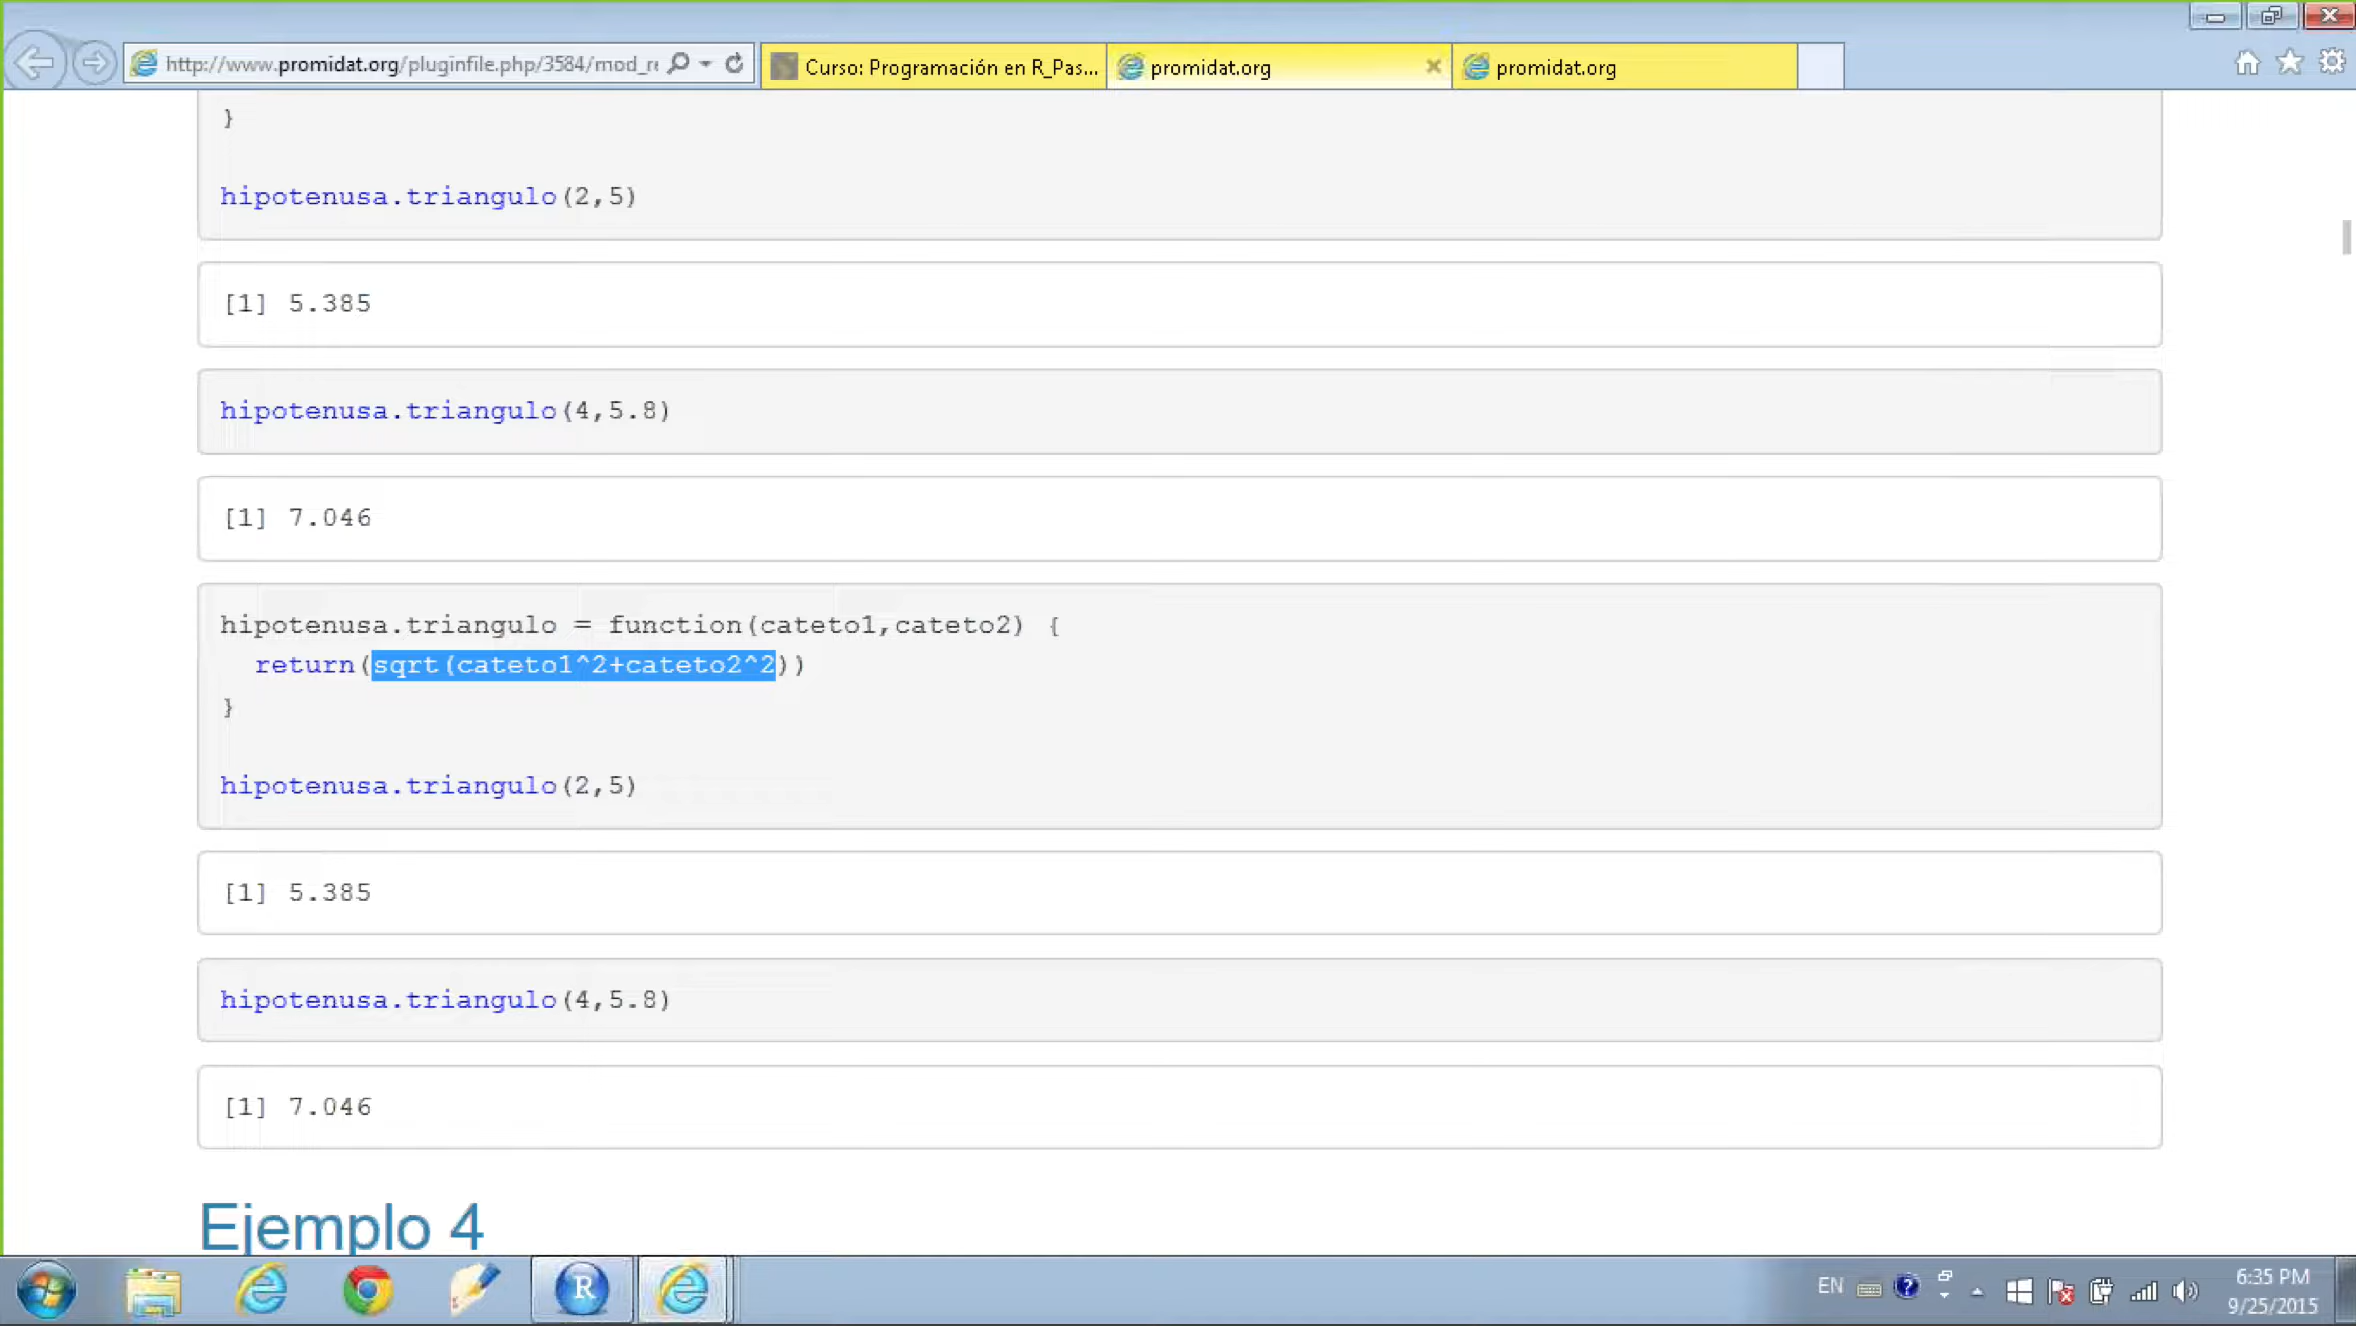 http://www.promidat.org/pluginfile.php/3584/mod_re
Curso: Programación en R_Pas...
promidat.org
promidat.org
}
hipotenusa.triangulo(2,5)
[1] 5.385
hipotenusa.triangulo(4,5.8)
[1] 7.046
hipotenusa.triangulo = function(cateto1,cateto2) {
return(sqrt(cateto1^2+cateto2^2))
}
hipotenusa.triangulo(2,5)
[1] 5.385
hipotenusa.triangulo(4,5.8)
[1] 7.046
Ejemplo 4
R
EN
6:35 PM
9/25/2015